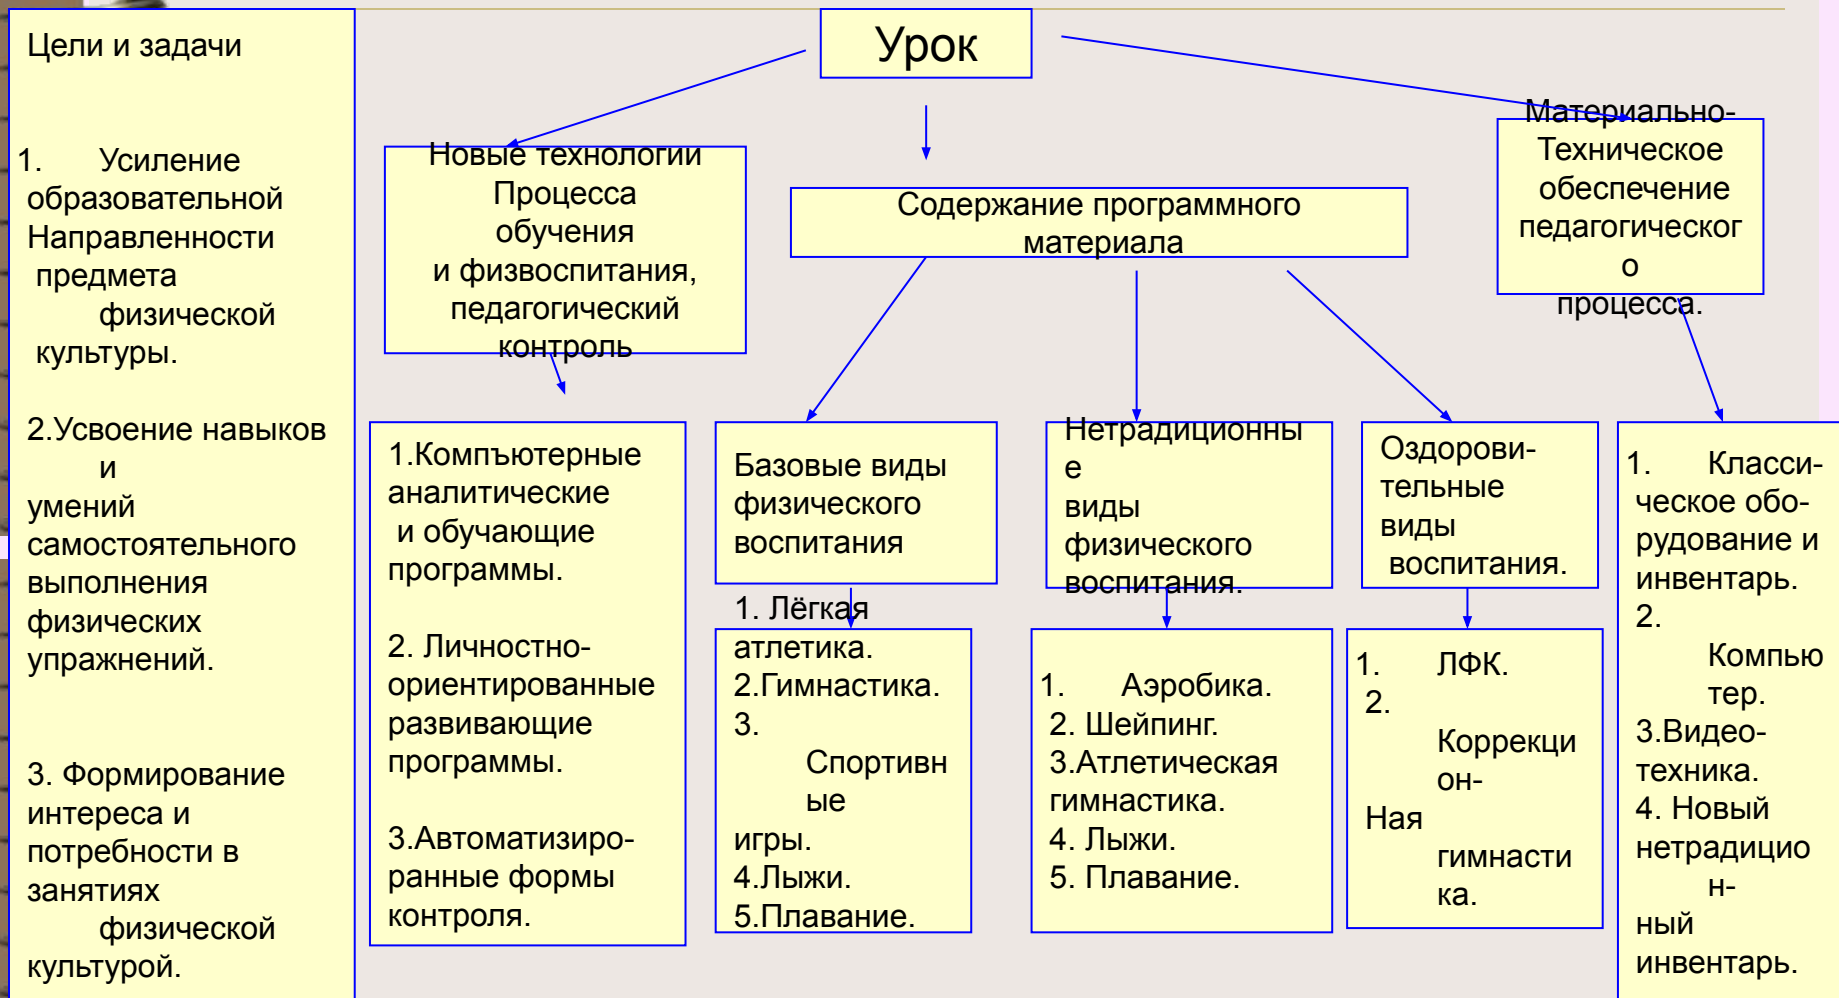 Цели и задачи
1. Усиление
образовательной
Направленности
предмета
физической
культуры.
2.Усвоение навыков
и
умений
самостоятельного
выполнения
физических
упражнений.
3. Формирование
интереса и
потребности в
занятиях
физической
культурой.
Урок
Новые технологии
Процесса
обучения
и физвоспитания,
педагогический
контроль
Содержание программного
материала
Материально-
Техническое
обеспечение
педагогическог
о
процесса.
1.Компъютерные
аналитические
и обучающие
программы.
2. Личностно-
ориентированные
развивающие
программы.
3.Автоматизиро-
ранные формы
контроля.
Базовые виды
физического
воспитания
1. Лёгкая
атлетика.
2.Гимнастика.
3.
Спортивн
ые
игры.
4.Лыжи.
5.Плавание.
Нетрадиционны
е
виды
физического
воспитания.
1. Аэробика.
2. Шейпинг.
3.Атлетическая
гимнастика.
4. Лыжи.
5. Плавание.
Оздорови-
тельные
виды
воспитания.
1. ЛФК.
2.
Коррекци
он-
Ная
гимнасти
ка.
1. Класси-
ческое обо-
рудование и
инвентарь.
2.
Компью
тер.
3.Видео-
техника.
4. Новый
нетрадицио
н-
ный
инвентарь.